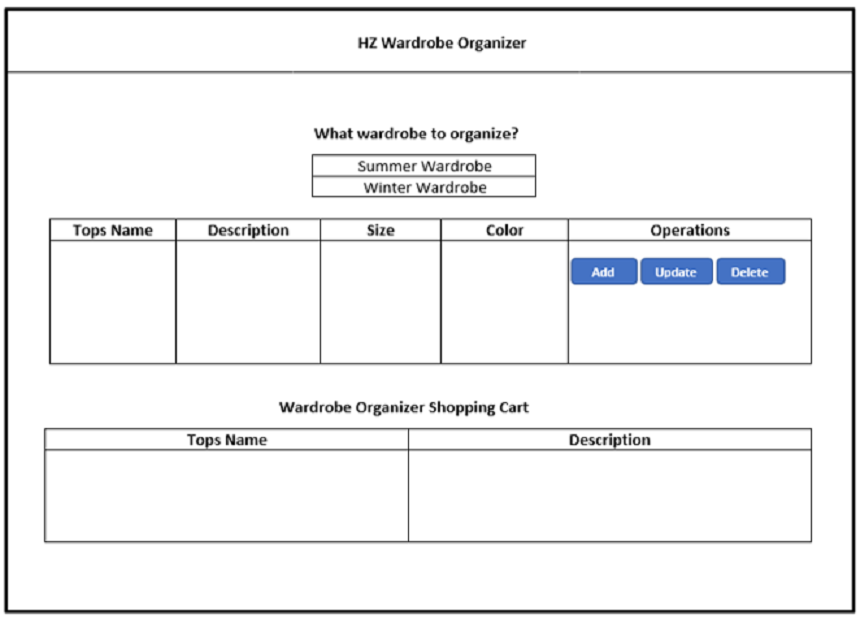 HZ Wardrobe Organizer
What wardrobe to organize?
Summer Wardrobe
Winter Wardrobe
Tops Name Description Size Color Operations
Add Update Delete
Wardrobe Organizer Shopping Cart
Tops Name Description